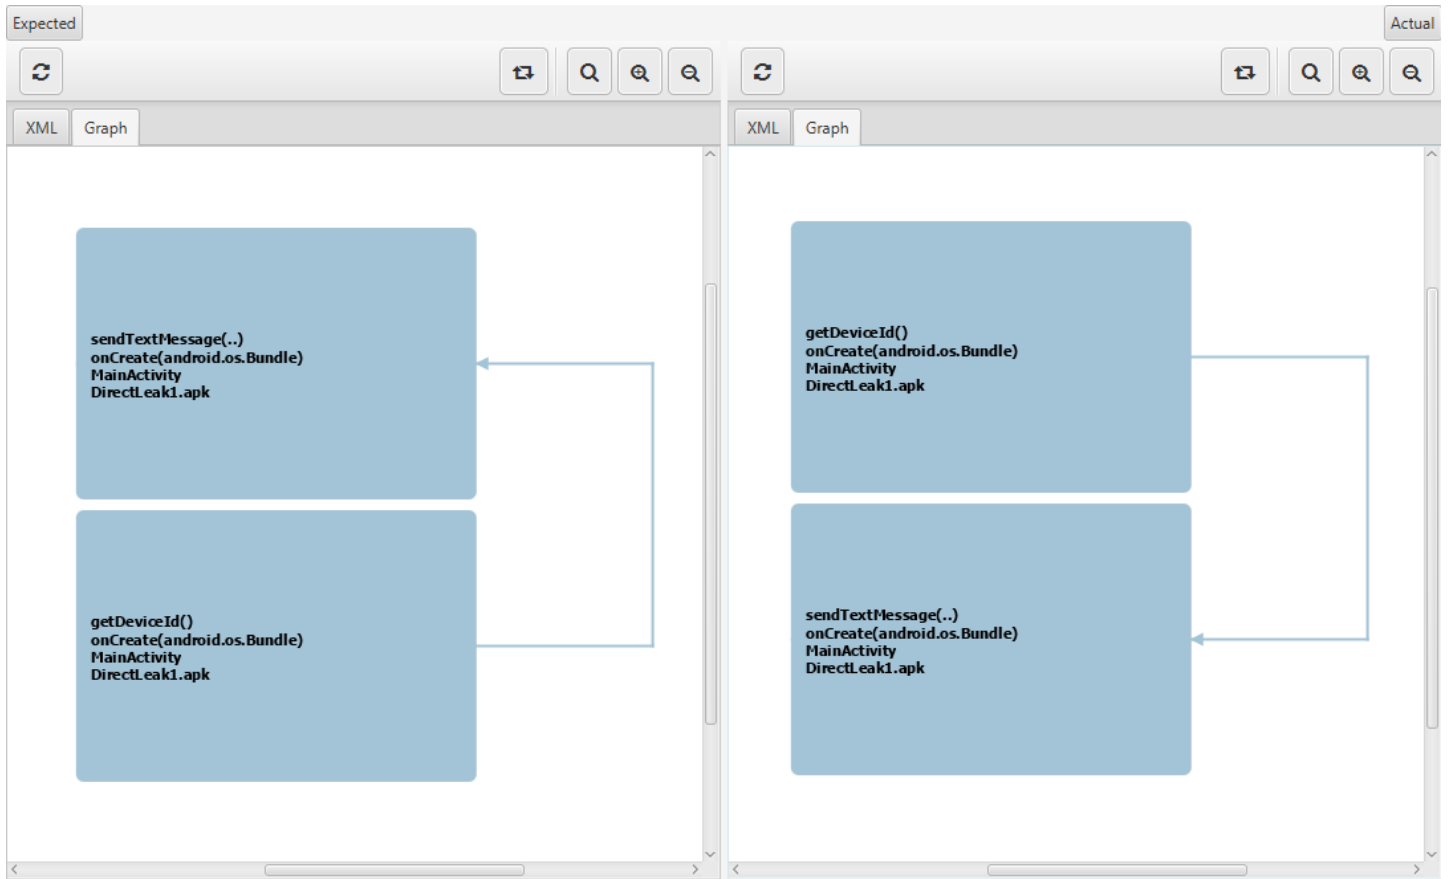 Expected
Actual
XML
Graph
sendTextMessage(..)
onCreate(android.os.Bundle)
MainActivity
DirectLeak1.apk
getDeviceId()
onCreate(android.os.Bundle)
MainActivity
DirectLeak1.apk
XML
Graph
getDeviceId()
onCreate(android.os.Bundle)
MainActivity
DirectLeak1.apk
sendTextMessage(..)
onCreate(android.os.Bundle)
MainActivity
DirectLeak1.apk